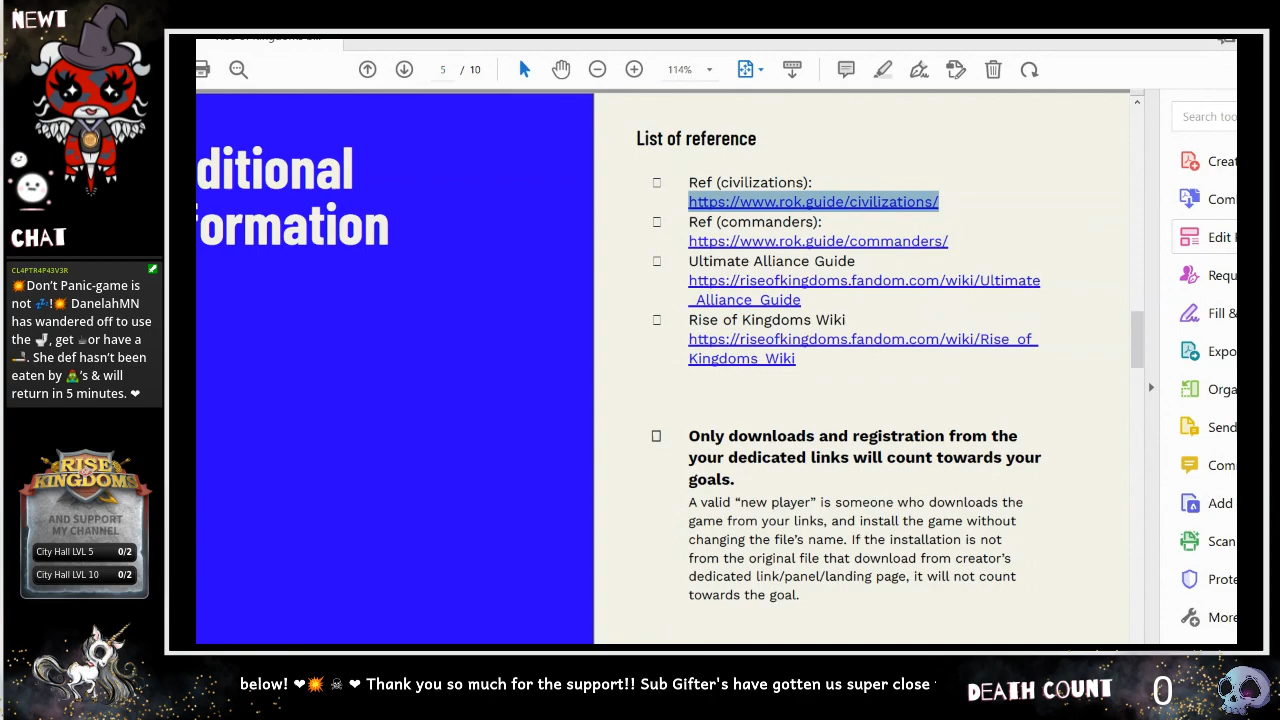 NEWT
CHAT
CL4PTR4P43V3R
💥Don't Panic-game is
not 💤!💥 DanelahMN
has wandered off to use
the 🚽, get ☕or have a
🚬. She def hasn't been
eaten by 🧟's & will
return in 5 minutes. ❤
RISE OF
KINGDOMS
AND SUPPORT
MY CHANNEL
City Hall LVL 5 0/2
City Hall LVL 10 0/2
5 / 10
114%
ditional
formation
List of reference
Ref (civilizations):
https://www.rok.guide/civilizations/
Ref (commanders):
https://www.rok.guide/commanders/
Ultimate Alliance Guide
https://riseofkingdoms.fandom.com/wiki/Ultimate
_Alliance_Guide
Rise of Kingdoms Wiki
https://riseofkingdoms.fandom.com/wiki/Rise_of_
Kingdoms_Wiki
Only downloads and registration from the
your dedicated links will count towards your
goals.
A valid “new player” is someone who downloads the
game from your links, and install the game without
changing the file’s name. If the installation is not
from the original file that download from creator’s
dedicated link/panel/landing page, it will not count
towards the goal.
Search too
Creat
Com
Edit P
Requ
Fill &
Expo
Orga
Send
Com
Add
Scan
Prote
More
below! ❤💥 ☠ ❤ Thank you so much for the support!! Sub Gifter's have gotten us super close
DEATH COUNT 0